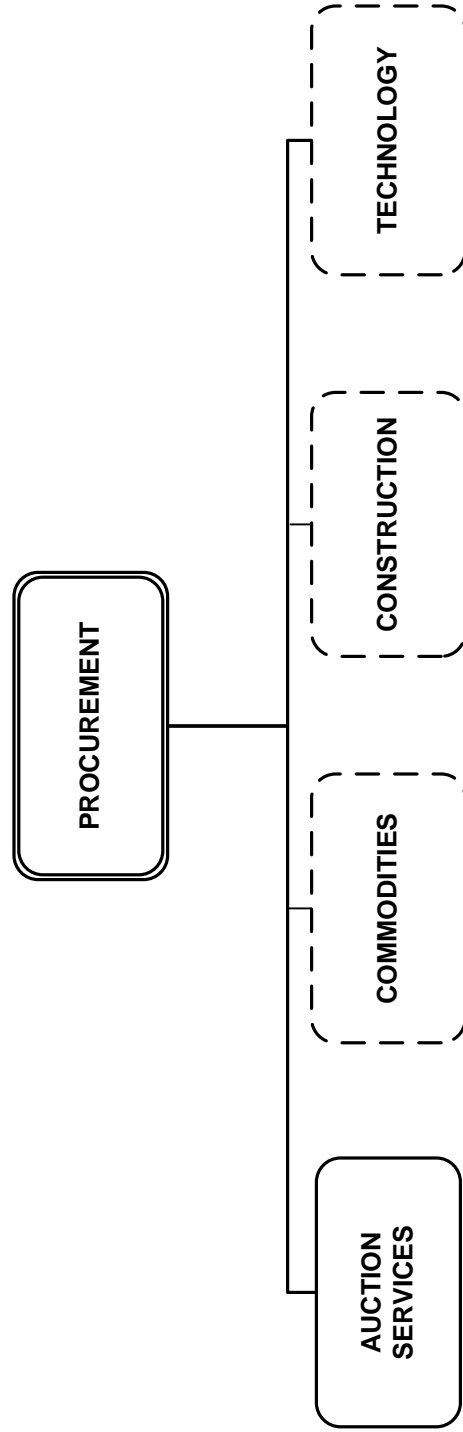 PROCUREMENT
AUCTION
SERVICES
COMMODITIES
CONSTRUCTION
TECHNOLOGY